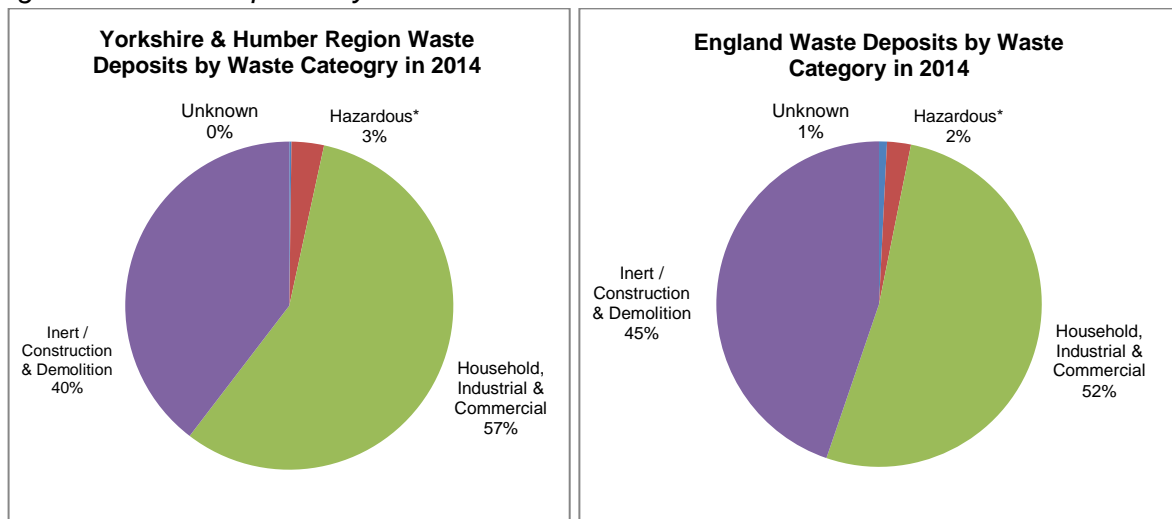 Yorkshire & Humber Region Waste
Deposits by Waste Cateogry in 2014
Unknown
0%
Hazardous*
3%
Inert /
Construction
& Demolition
40%
Household,
Industrial &
Commercial
57%
England Waste Deposits by Waste
Category in 2014
Unknown
1%
Hazardous*
2%
Inert /
Construction
& Demolition
45%
Household,
Industrial &
Commercial
52%